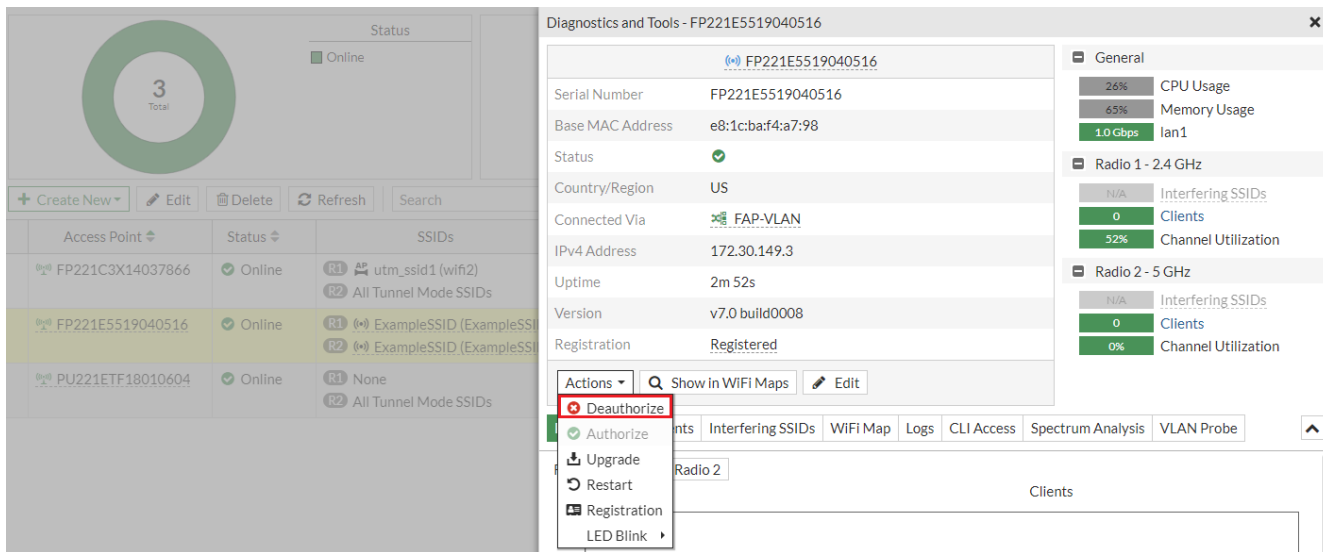 Status
Online
3
Total
Create New
Edit
Delete
Refresh
Search
Access Point
Status
SSIDs
FP221C3X14037866
Online
R1 utm_ssid1 (wifi2)
R2 All Tunnel Mode SSIDs
FP221E5519040516
Online
R1 ExampleSSID (ExampleSSI
R2 ExampleSSID (ExampleSSI
PU221ETF18010604
Online
R1 None
R2 All Tunnel Mode SSIDs
Diagnostics and Tools - FP221E5519040516
FP221E5519040516
Serial Number FP221E5519040516
Base MAC Address e8:1c:ba:f4:a7:98
Status
Country/Region US
Connected Via FAP-VLAN
IPv4 Address 172.30.149.3
Uptime 2m 52s
Version v7.0 build0008
Registration Registered
Actions
Show in WiFi Maps
Edit
General
26% CPU Usage
65% Memory Usage
1.0 Gbps lan1
Radio 1 - 2.4 GHz
N/A Interfering SSIDs
0 Clients
52% Channel Utilization
Radio 2 - 5 GHz
N/A Interfering SSIDs
0 Clients
0% Channel Utilization
Deauthorize
Authorize
Upgrade
Restart
Registration
LED Blink
nts Interfering SSIDs WiFi Map Logs CLI Access Spectrum Analysis VLAN Probe
Radio 2
Clients